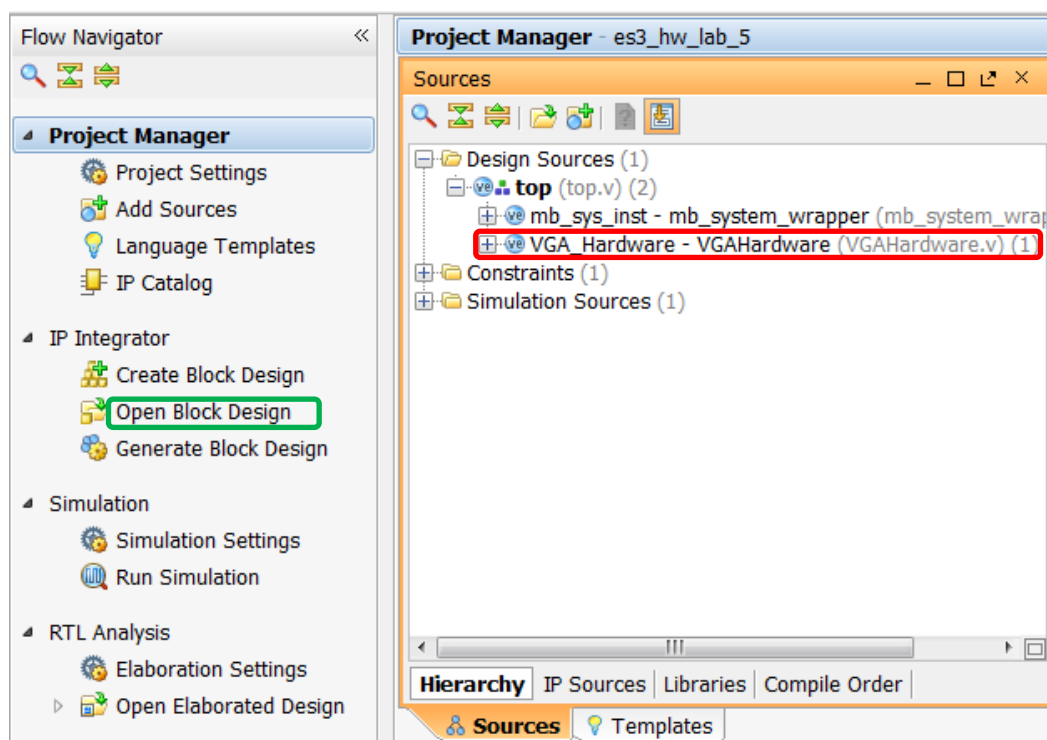 Flow Navigator
Project Manager
Project Settings
Add Sources
Language Templates
IP Catalog
IP Integrator
Create Block Design
Open Block Design
Generate Block Design
Simulation
Simulation Settings
Run Simulation
RTL Analysis
Elaboration Settings
Open Elaborated Design
Project Manager - es3_hw_lab_5
Sources
Design Sources (1)
top (top.v) (2)
mb_sys_inst - mb_system_wrapper (mb_system_wrap
VGA_Hardware - VGAHardware (VGAHardware.v) (1)
Constraints (1)
Simulation Sources (1)
Hierarchy IP Sources Libraries Compile Order
Sources Templates